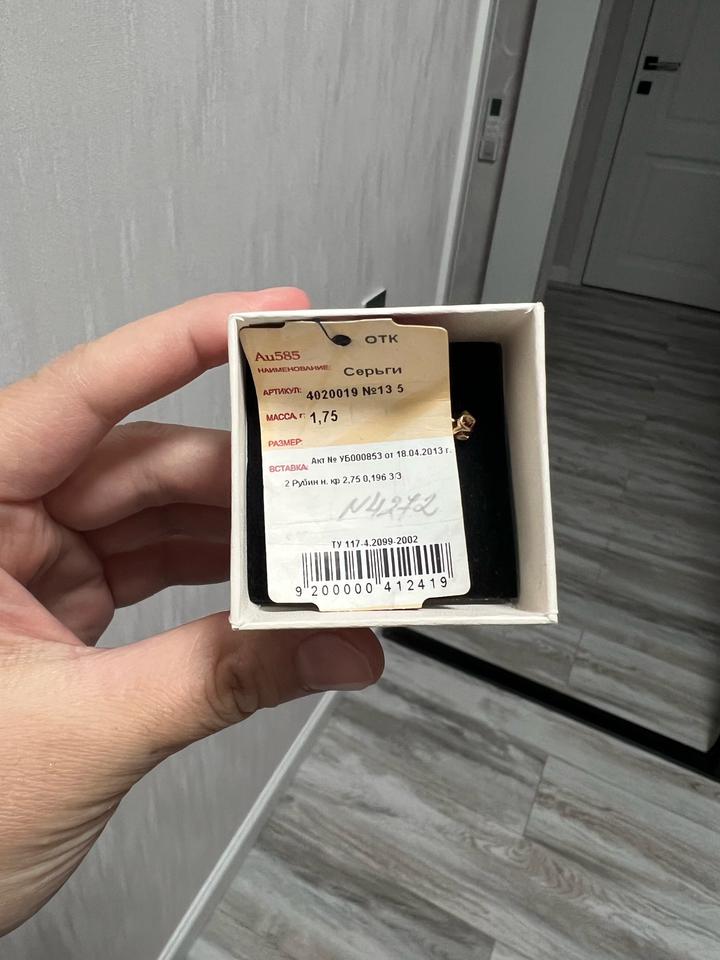 ОТК
Au585
НАИМЕНОВАНИЕ: Серьги
АРТИКУЛ: 4020019 №13 5
МАССА, г: 1,75
РАЗМЕР:
ВСТАВКА: Акт № УБ000853 от 18.04.2013 г.
2 Рубин н. кр 2,75 0,196 3/3
N4272
ТУ 117-4.2099-2002
9 200000 412419